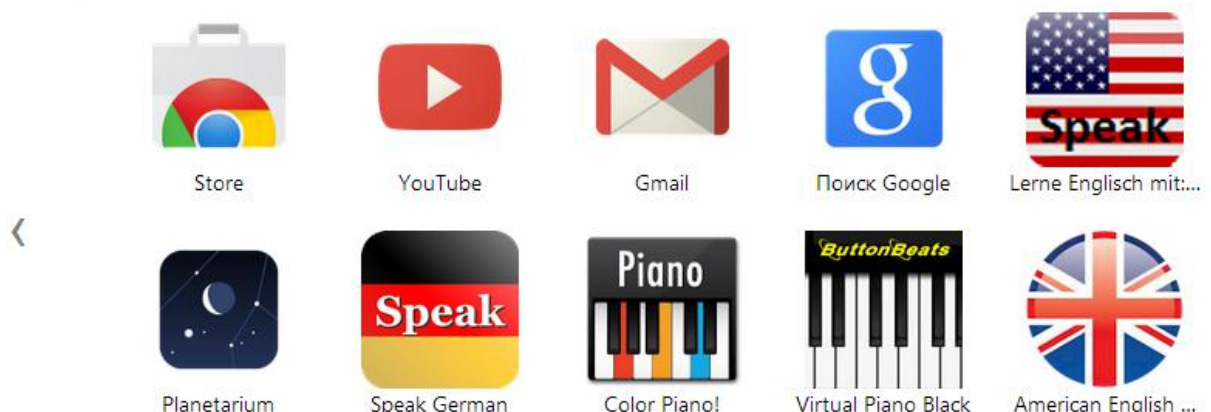 Speak
Store
YouTube
Gmail
Поиск Google
Lerne Englisch mit:...
Speak
Piano
ButtonBeats
Planetarium
Speak German
Color Piano!
Virtual Piano Black
American English ...